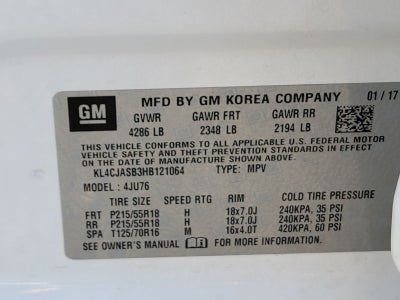 GM
MFD BY GM KOREA COMPANY 01 / 17
GVWR GAWR FRT GAWR RR
4286 LB 2348 LB 2194 LB
THIS VEHICLE CONFORMS TO ALL APPLICABLE U.S. FEDERAL MOTOR
VEHICLE SAFETY AND THEFT PREVENTION STANDARDS IN EFFECT
ON THE DATE OF MANUFACTURE SHOWN ABOVE.
KL4CJASB3HB121064 TYPE: MPV
MODEL : 4JU76
TIRE SIZE SPEED RTG RIM COLD TIRE PRESSURE
FRT P215/55R18 H 18x7.0J 240KPA, 35 PSI
RR P215/55R18 H 18x7.0J 240KPA, 35 PSI
SPA T125/70R16 M 16x4.0T 420KPA, 60 PSI
SEE OWNER'S MANUAL FOR MORE INFORMATION.